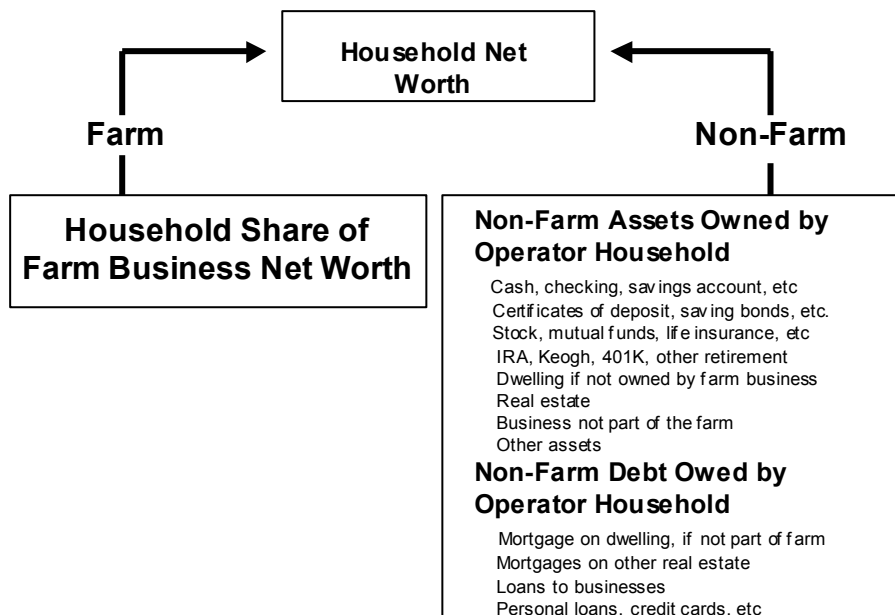 Household Net
Worth
Farm
Non-Farm
Household Share of
Farm Business Net Worth
Non-Farm Assets Owned by
Operator Household
Cash, checking, savings account, etc
Certificates of deposit, saving bonds, etc.
Stock, mutual funds, life insurance, etc
IRA, Keogh, 401K, other retirement
Dwelling if not owned by farm business
Real estate
Business not part of the farm
Other assets
Non-Farm Debt Owed by
Operator Household
Mortgage on dwelling, if not part of farm
Mortgages on other real estate
Loans to businesses
Personal loans, credit cards, etc